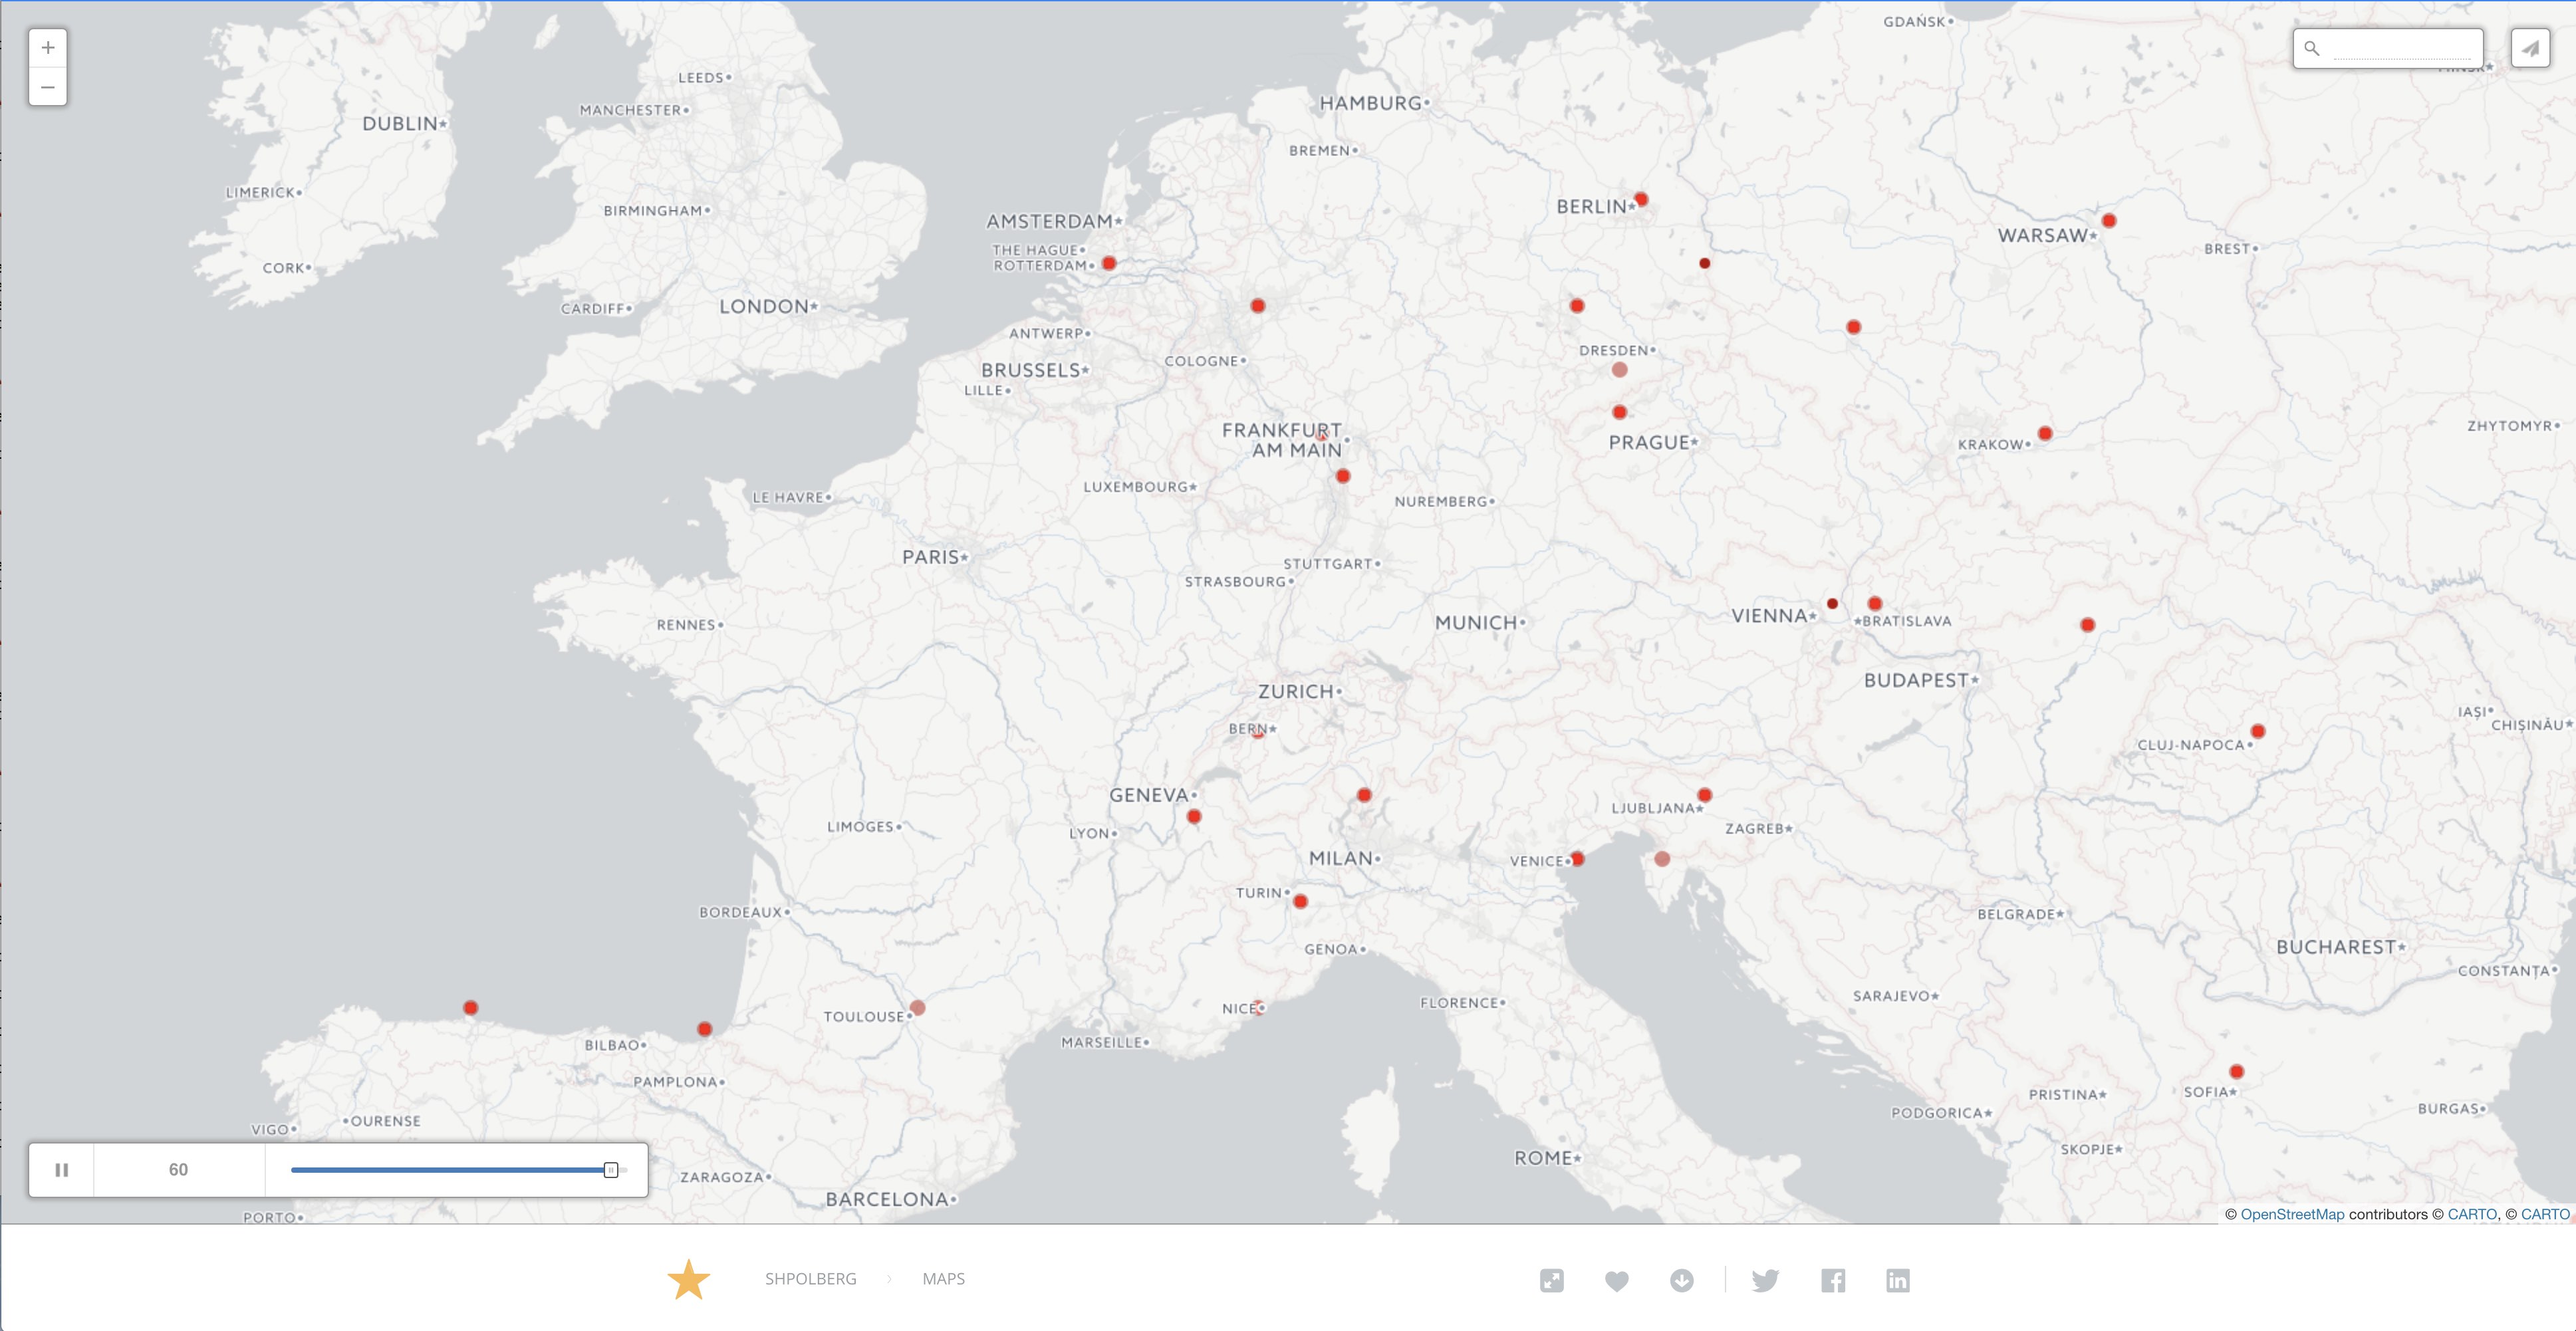 GDAŃSK
LEEDS
MANCHESTER
HAMBURG
DUBLIN
BREMEN
LIMERICK
BIRMINGHAM
BERLIN
AMSTERDAM
WARSAW
THE HAGUE
BREST
ROTTERDAM
CORK
CARDIFF
LONDON
ANTWERP
DRESDEN
COLOGNE
BRUSSELS
LILLE
ZHYTOMYR
FRANKFURT
AM MAIN
PRAGUE
KRAKOW
LUXEMBOURG
LE HAVRE
NUREMBERG
PARIS
STUTTGART
STRASBOURG
VIENNA
BRATISLAVA
MUNICH
RENNES
BUDAPEST
ZURICH
IAȘI
CHIȘINĂU
BERN
CLUJ-NAPOCA
GENEVA
LJUBLJANA
LIMOGES
ZAGREB
LYON
MILAN
VENICE
TURIN
BORDEAUX
BELGRADE
BUCHAREST
GENOA
CONSTANȚA
SARAJEVO
FLORENCE
NICE
TOULOUSE
MARSEILLE
BILBAO
PAMPLONA
SOFIA
PRISTINA
BURGAS
PODGORICA
OURENSE
VIGO
SKOPJE
ROME
60
ZARAGOZA
BARCELONA
PORTO
© OpenStreetMap contributors © CARTO, © CARTO
SHPOLBERG › MAPS